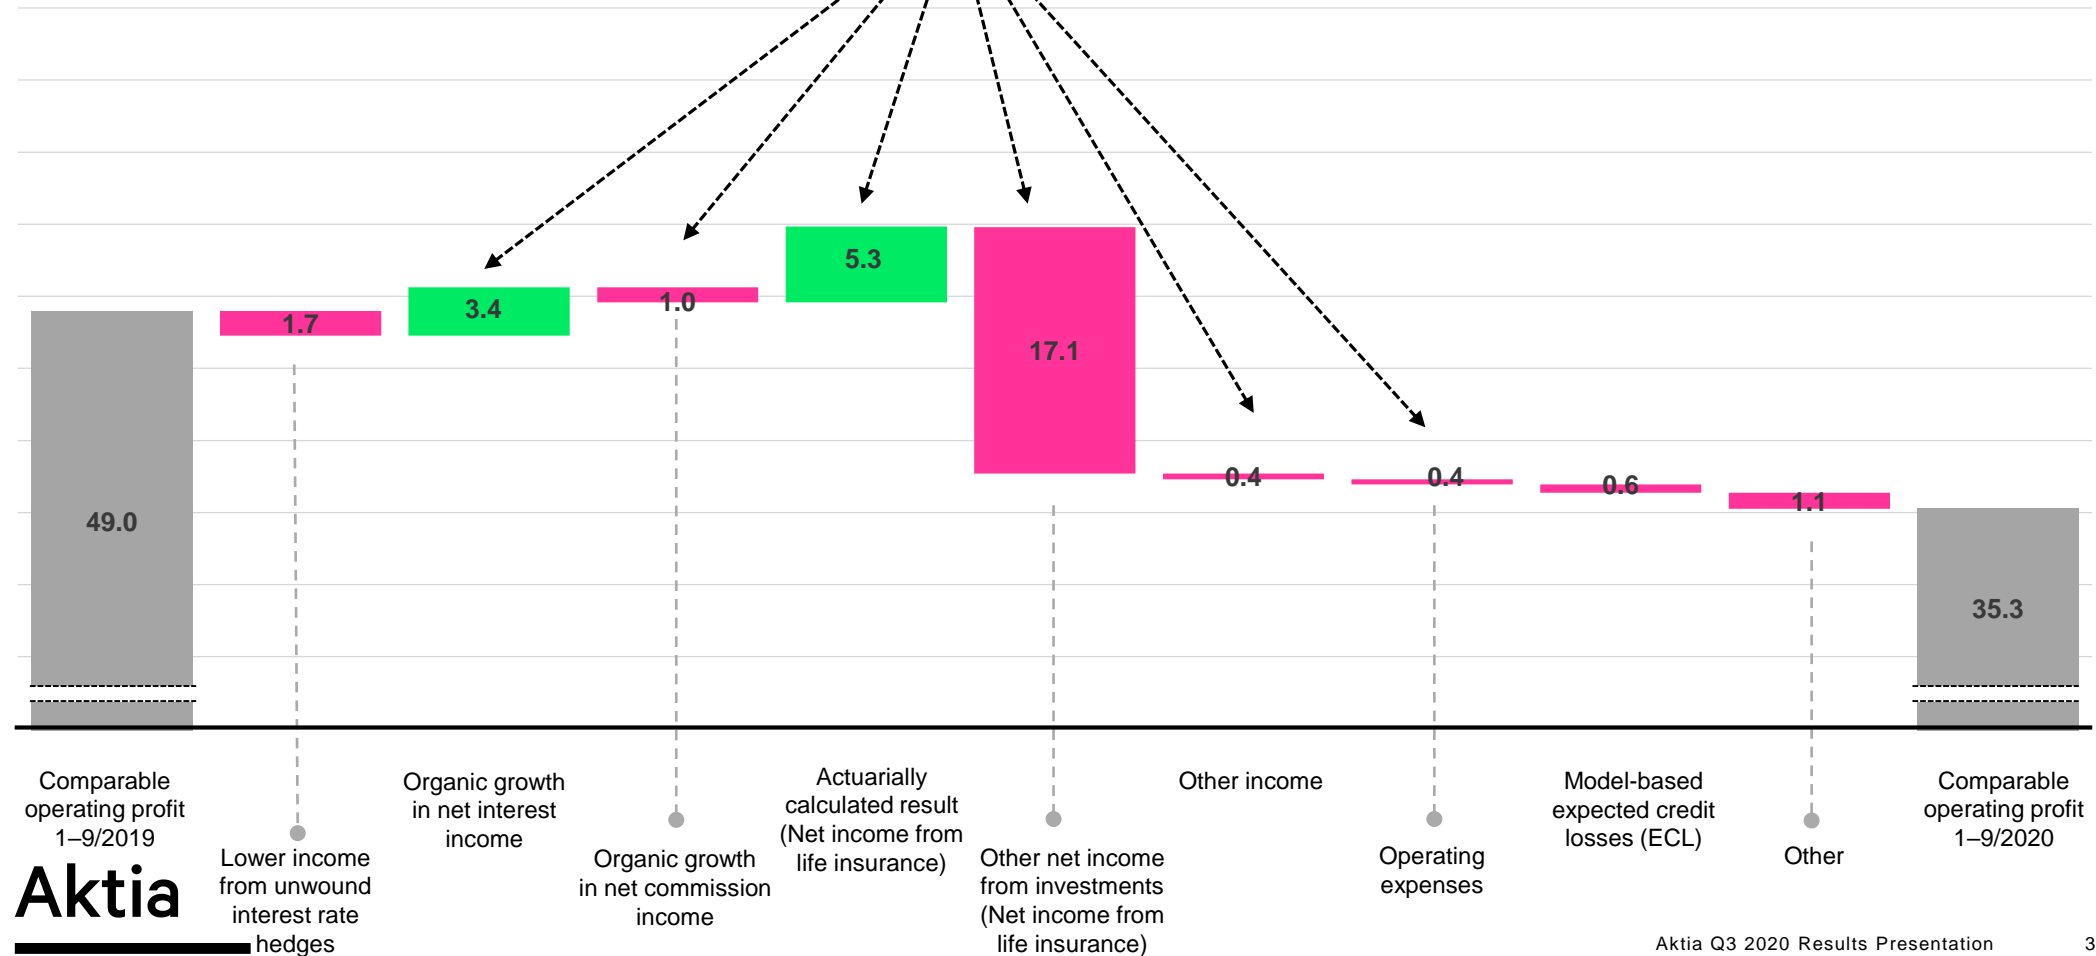 5.3
3.4
1.0
1.7
17.1
49.0
0.4
0.4
0.6
1.1
35.3
Comparable
operating profit
1–9/2019
Lower income
from unwound
interest rate
hedges
Organic growth
in net interest
income
Organic growth
in net commission
income
Actuarially
calculated result
(Net income from
life insurance)
Other net income
from investments
(Net income from
life insurance)
Other income
Operating
expenses
Model-based
expected credit
losses (ECL)
Other
Comparable
operating profit
1–9/2020
Aktia
Aktia Q3 2020 Results Presentation
3